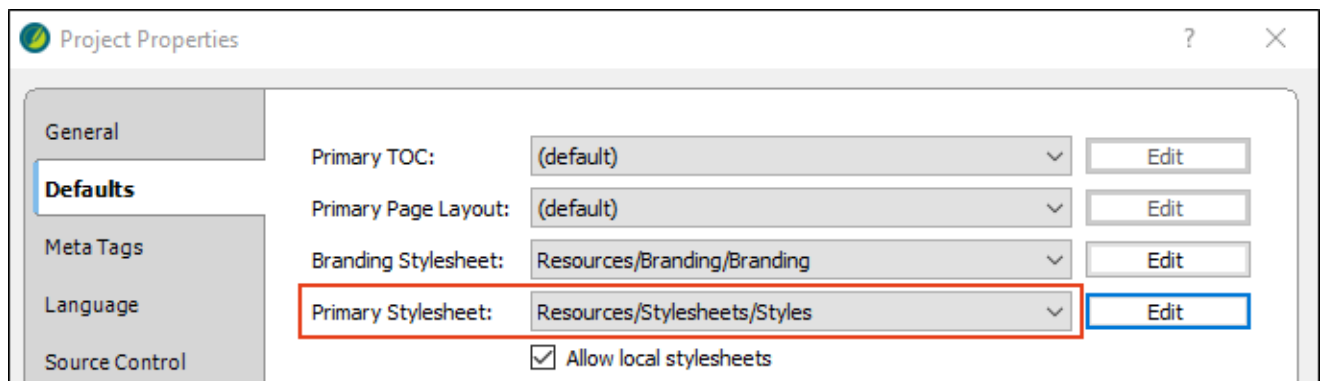 Project Properties
General
Defaults
Meta Tags
Language
Source Control
Primary TOC: (default) Edit
Primary Page Layout: (default) Edit
Branding Stylesheet: Resources/Branding/Branding Edit
Primary Stylesheet: Resources/Stylesheets/Styles Edit
Allow local stylesheets